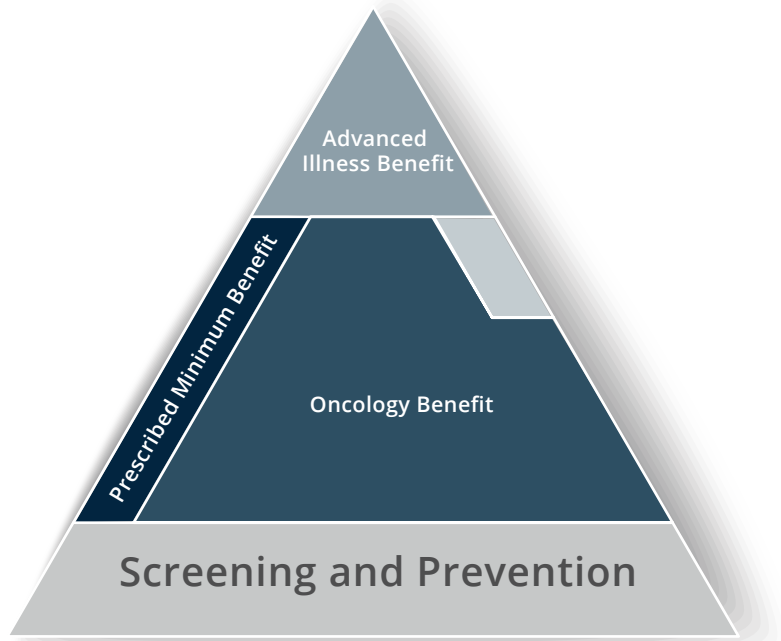 Advanced
Illness Benefit
Prescribed Minimum Benefit
Oncology Benefit
Screening and Prevention